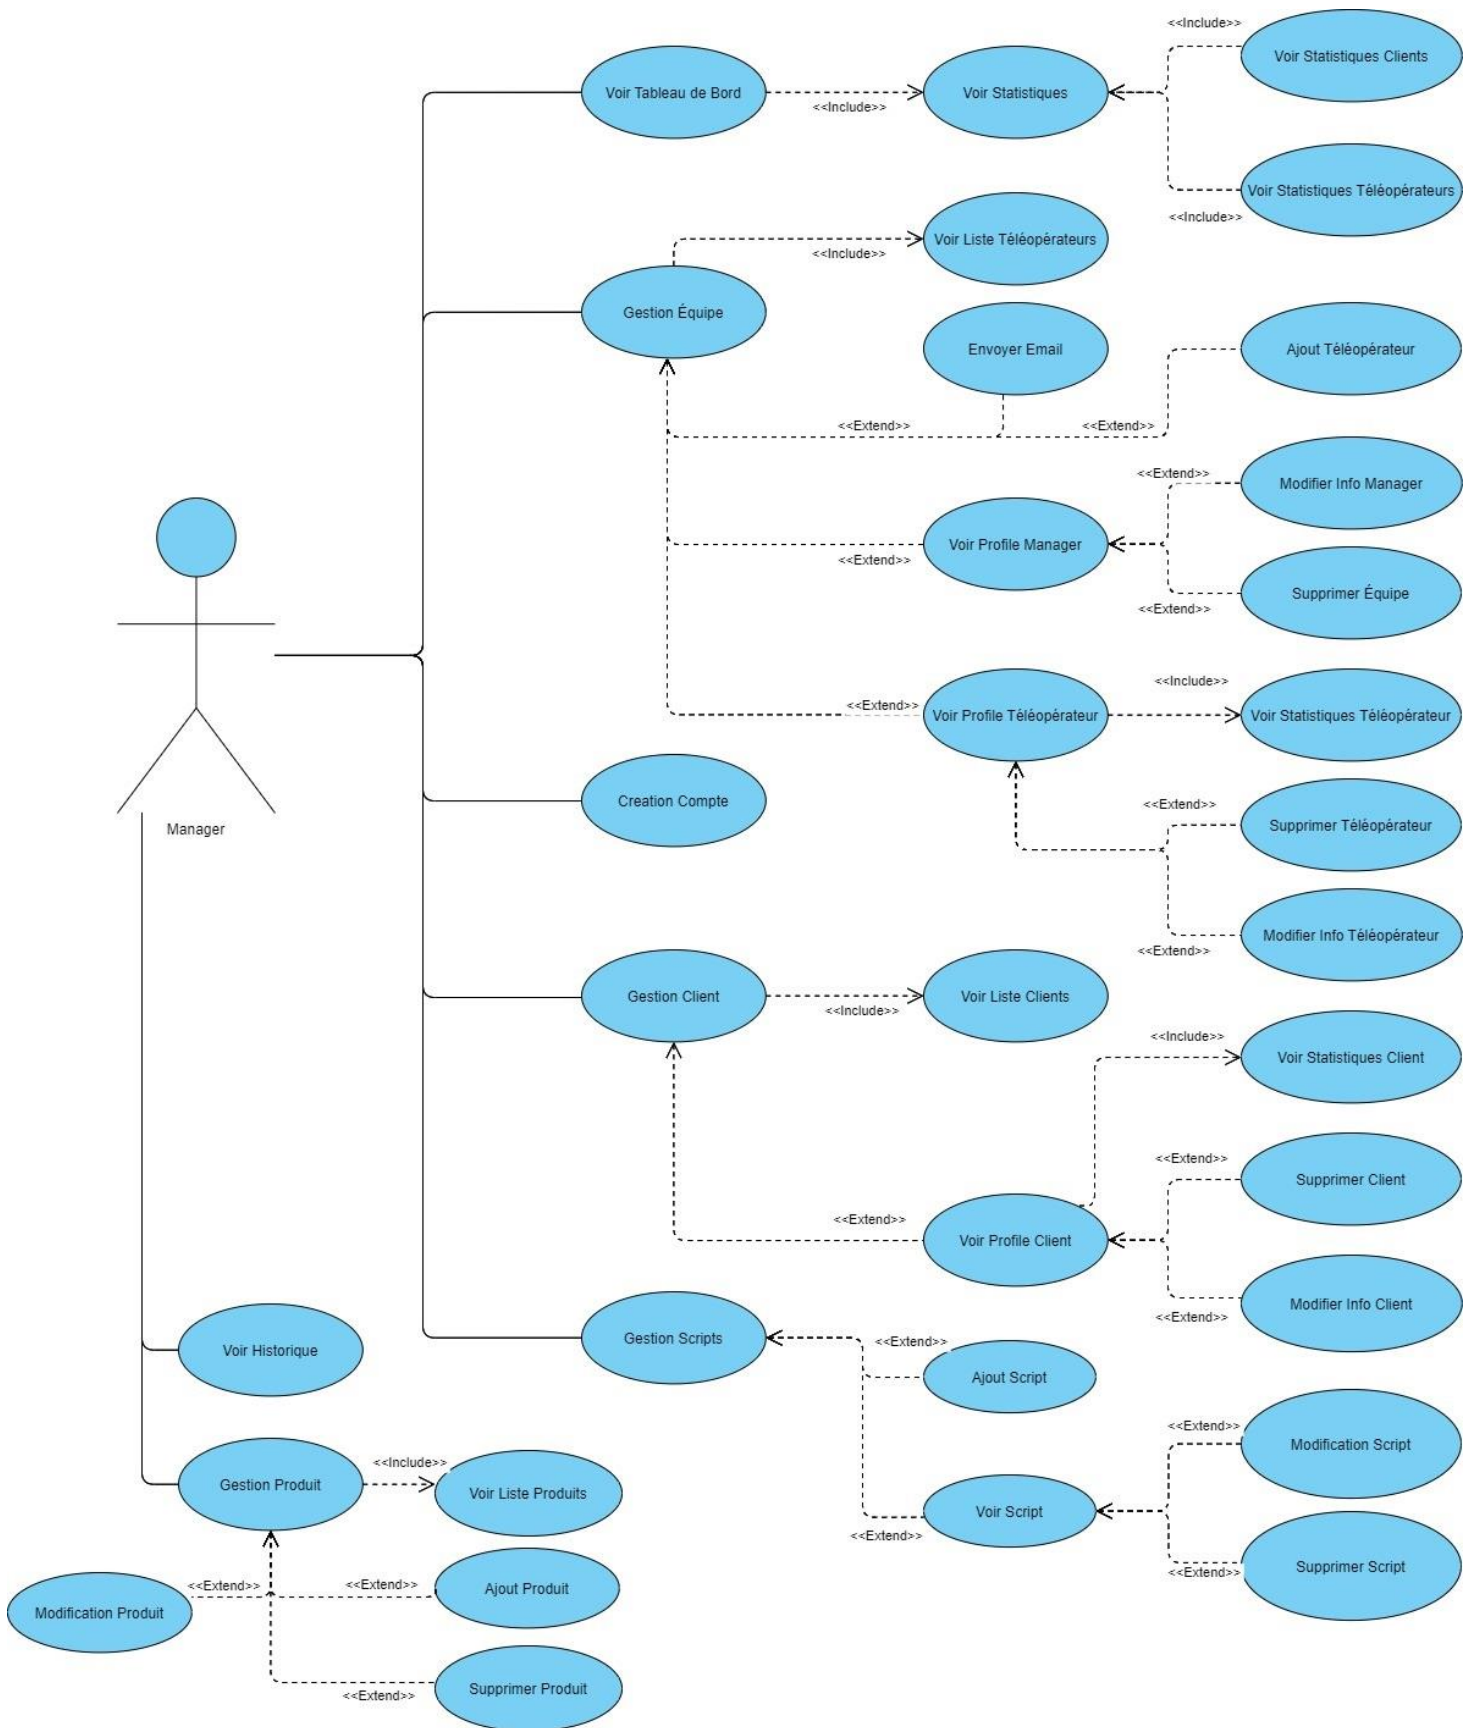 <<Include>>
Voir Statistiques Clients
Voir Tableau de Bord
<<Include>>
Voir Statistiques
Voir Statistiques Téléopérateurs
<<Include>>
Voir Liste Téléopérateurs
<<Include>>
Gestion Équipe
Envoyer Email
Ajout Téléopérateur
<<Extend>>
<<Extend>>
<<Extend>>
Modifier Info Manager
Voir Profile Manager
<<Extend>>
Supprimer Équipe
<<Extend>>
<<Include>>
<<Extend>>
Voir Profile Téléopérateur
Voir Statistiques Téléopérateur
Creation Compte
<<Extend>>
Supprimer Téléopérateur
Manager
Modifier Info Téléopérateur
<<Extend>>
Gestion Client
<<Include>>
Voir Liste Clients
<<Include>>
Voir Statistiques Client
<<Extend>>
Supprimer Client
<<Extend>>
Voir Profile Client
Modifier Info Client
<<Extend>>
Voir Historique
Gestion Scripts
<<Extend>>
Ajout Script
<<Extend>>
Modification Script
Gestion Produit
<<Include>>
Voir Liste Produits
Voir Script
<<Extend>>
Supprimer Script
<<Extend>>
<<Extend>>
<<Extend>>
Ajout Produit
Modification Produit
Supprimer Produit
<<Extend>>